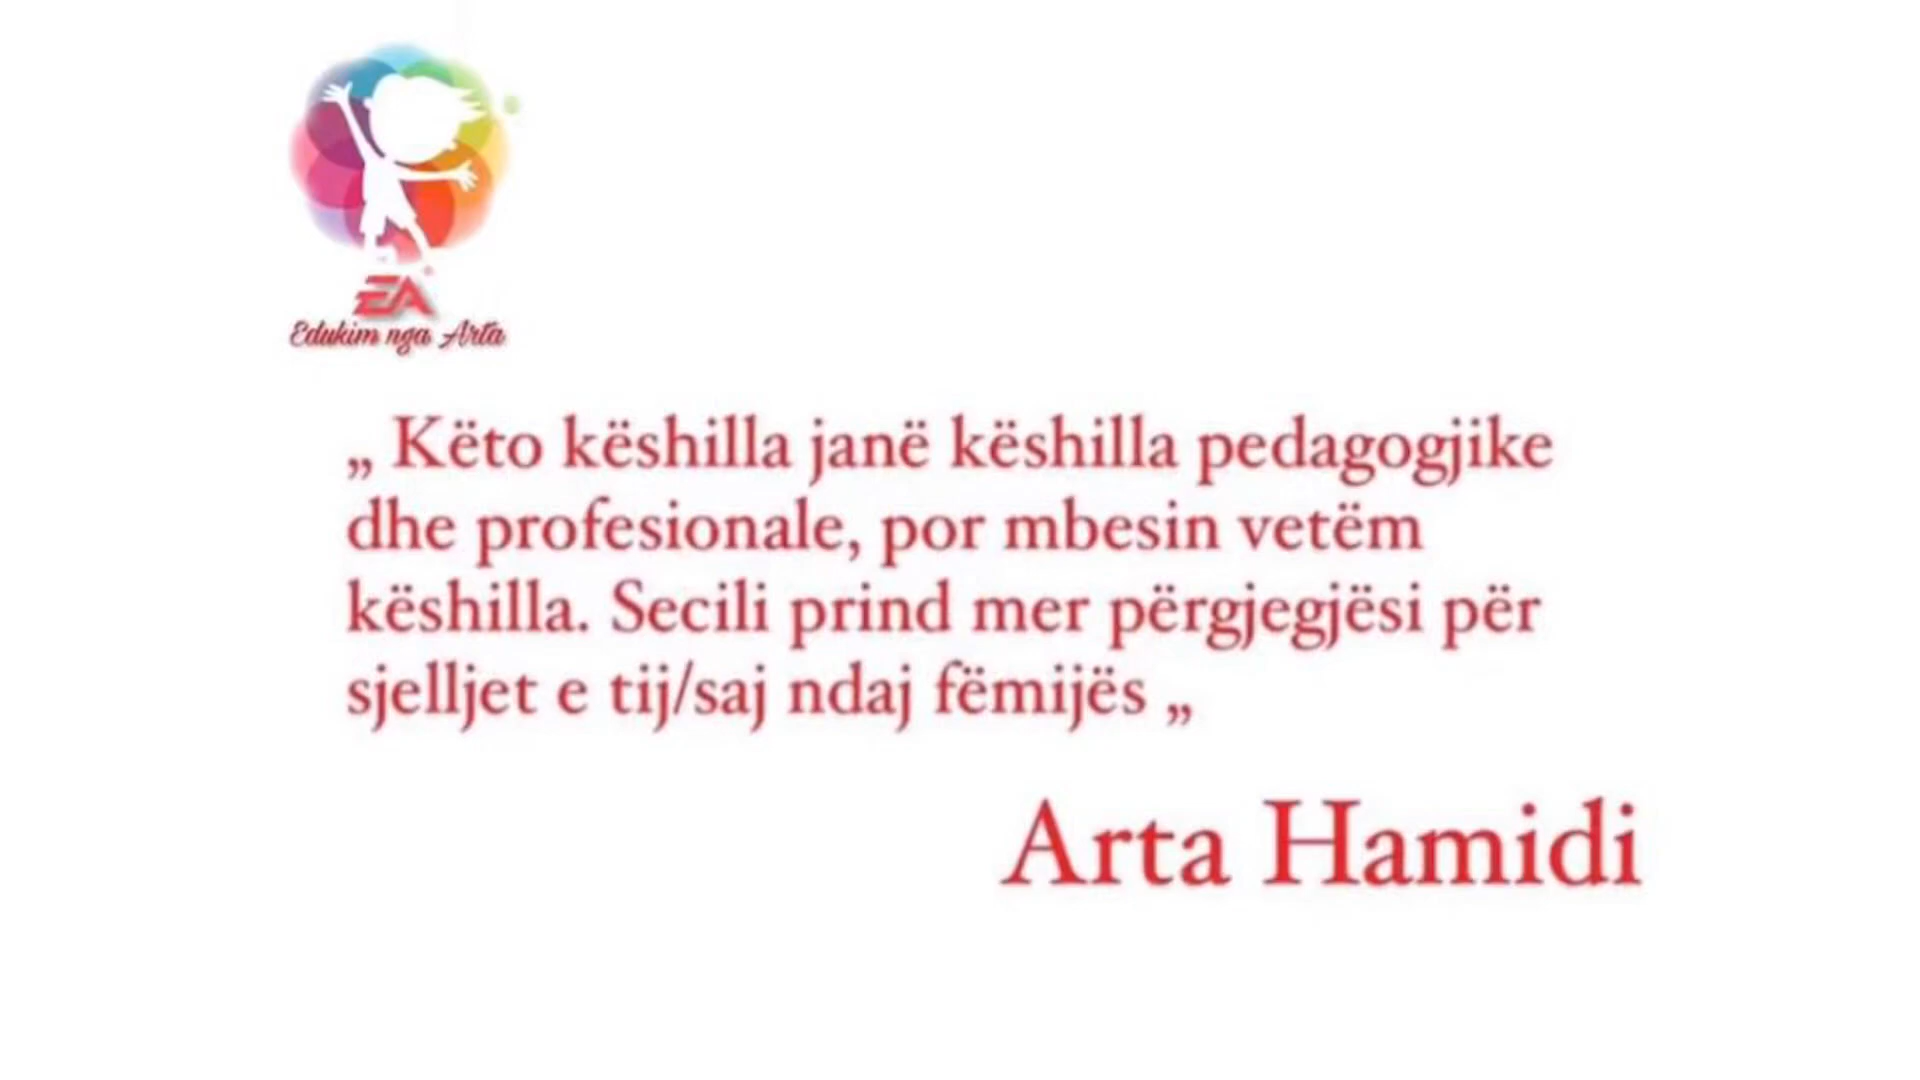 EA
Edukim nga Arta
„ Këto këshilla janë këshilla pedagogjike
dhe profesionale, por mbesin vetëm
këshilla. Secili prind mer përgjegjësi për
sjelljet e tij/saj ndaj fëmijës „
Arta Hamidi